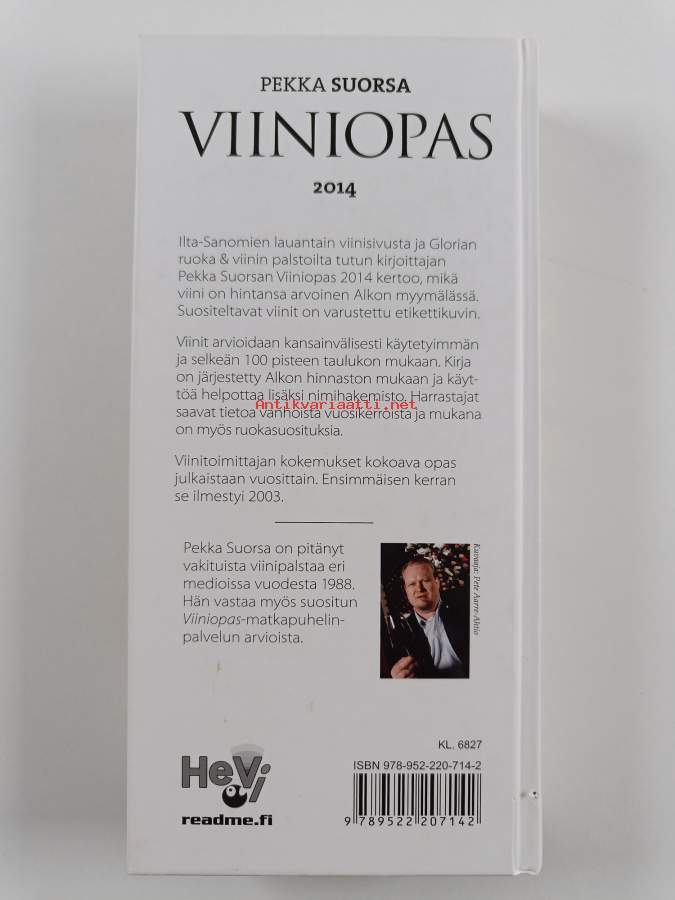 PEKKA SUORSA
VIINIOPAS
2014
Ilta-Sanomien lauantain viinisivusta ja Glorian
ruoka & viinin palstoilta tutun kirjoittajan
Pekka Suorsan Viiniopas 2014 kertoo, mikä
viini on hintansa arvoinen Alkon myymälässä.
Suositeltavat viinit on varustettu etikettikuvin.
Viinit arvioidaan kansainvälisesti käytetyimmän
ja selkeän 100 pisteen taulukon mukaan. Kirja
on järjestetty Alkon hinnaston mukaan ja käyt-
töä helpottaa lisäksi nimihakemisto. Harrastajat
Antikvariaatti.net
saavat tietoa vanhoista vuosikerroista ja mukana
on myös ruokasuosituksia.
Viinitoimittajan kokemukset kokoava opas
julkaistaan vuosittain. Ensimmäisen kerran
se ilmestyi 2003.
Pekka Suorsa on pitänyt
vakituista viinipalstaa eri
medioissa vuodesta 1988.
Hän vastaa myös suositun
Viiniopas-matkapuhelin-
palvelun arvioista.
Kuvaaja: Pete Aarre-Ahtio
KL. 6827
ISBN 978-952-220-714-2
9 789522 207142
HeVi
readme.fi